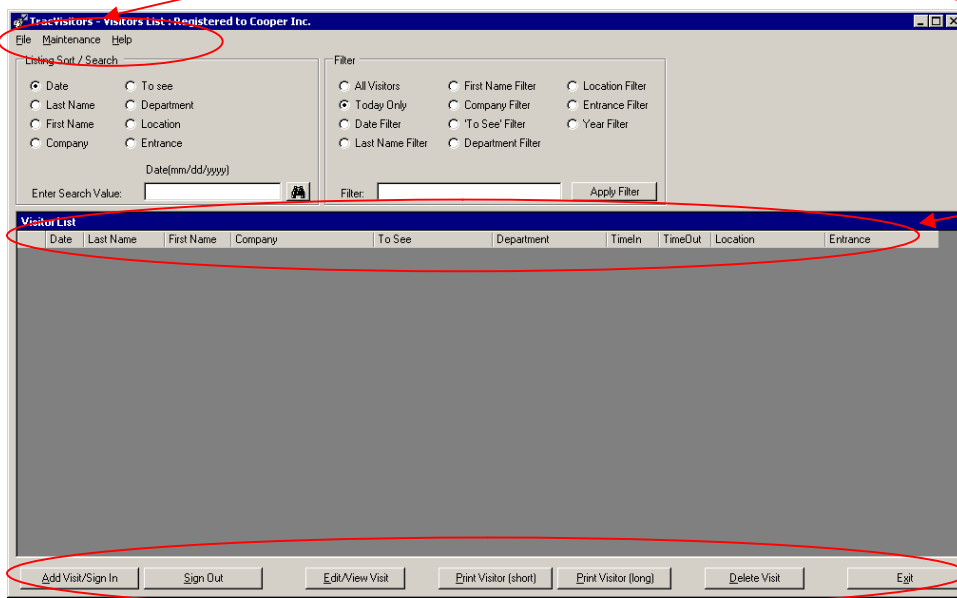 TracVisitors - Visitors List : Registered to Cooper Inc.
File Maintenance Help
Listing Sort / Search
Date To see
Last Name Department
First Name Location
Company Entrance
Date(mm/dd/yyyy)
Enter Search Value:
Filter
All Visitors First Name Filter Location Filter
Today Only Company Filter Entrance Filter
Date Filter 'To See' Filter Year Filter
Last Name Filter Department Filter
Filter: Apply Filter
Visitor List
Date Last Name First Name Company To See Department TimeIn TimeOut Location Entrance
Add Visit/Sign In Sign Out Edit/View Visit Print Visitor (short) Print Visitor (long) Delete Visit Exit